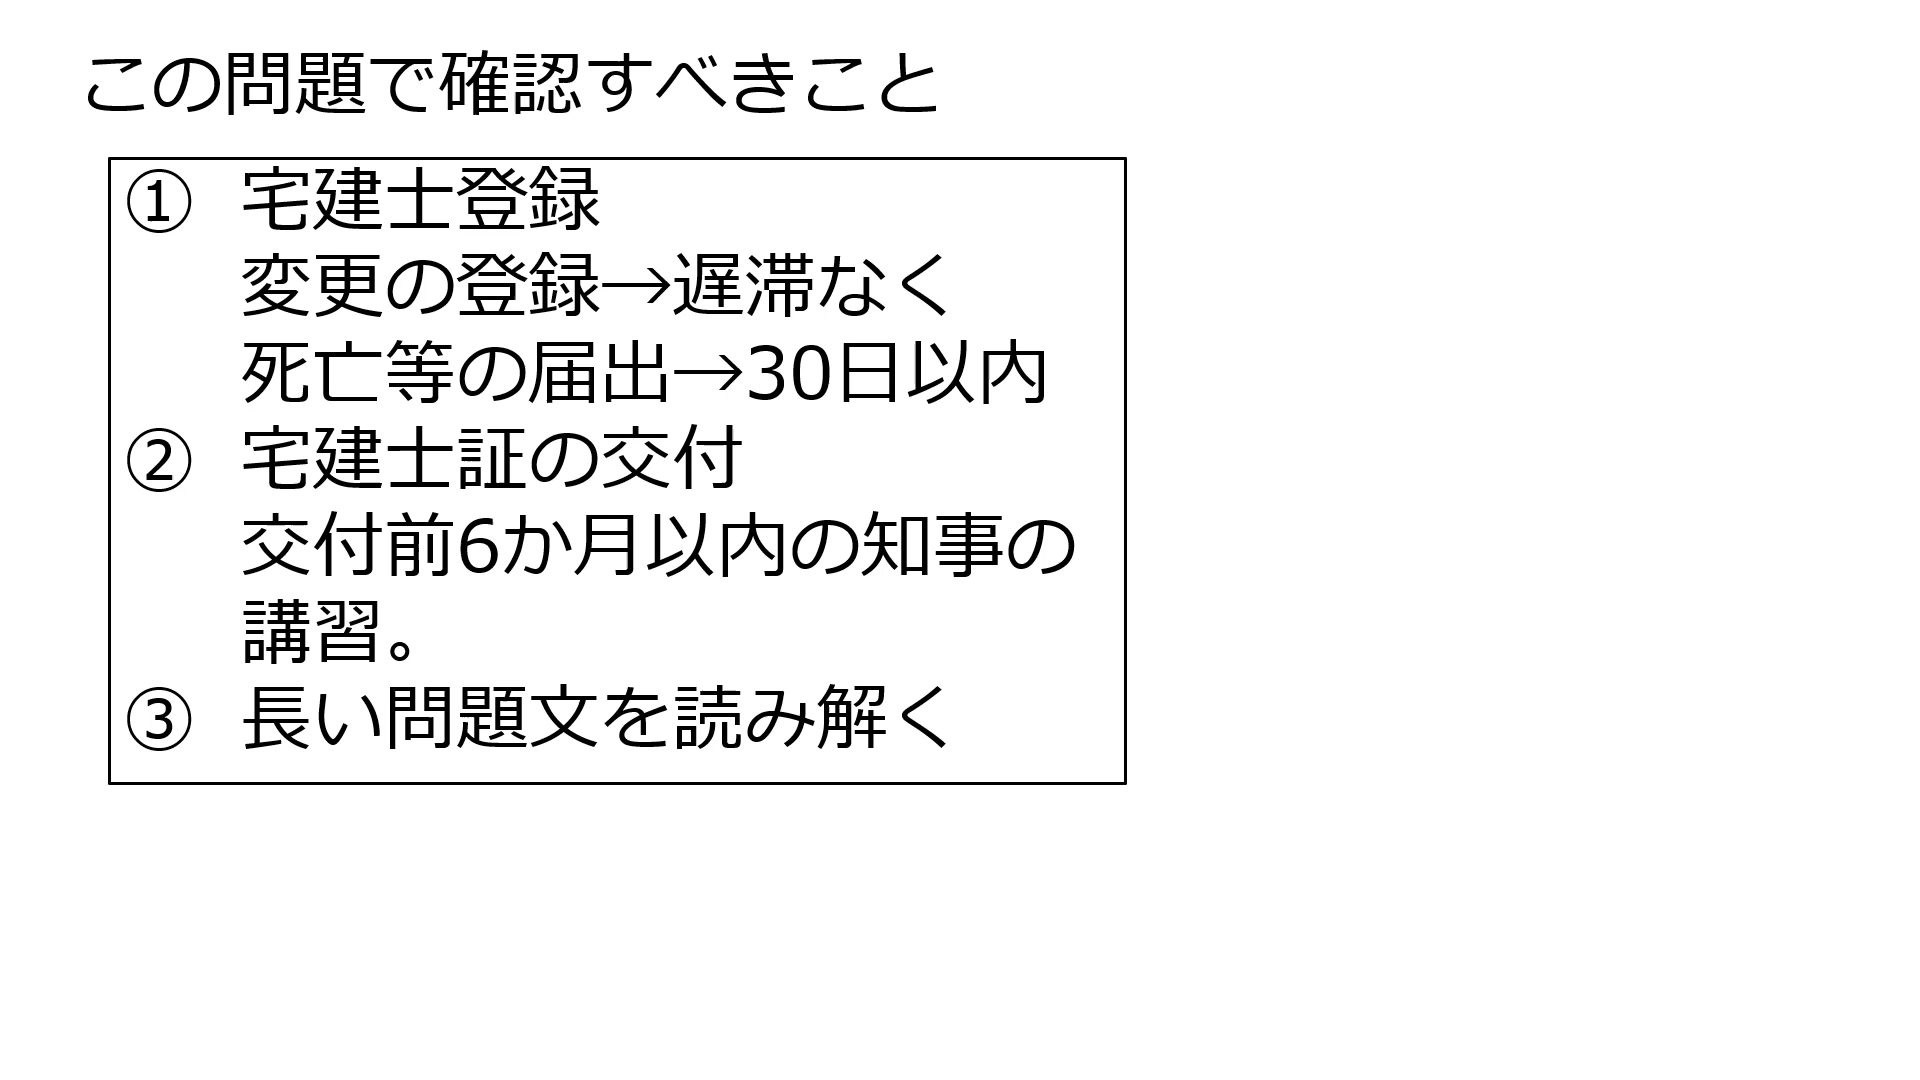 この問題で確認すべきこと
① 宅建士登録
変更の登録→遅滞なく
死亡等の届出→30日以内
② 宅建士証の交付
交付前6か月以内の知事の
講習。
③ 長い問題文を読み解く